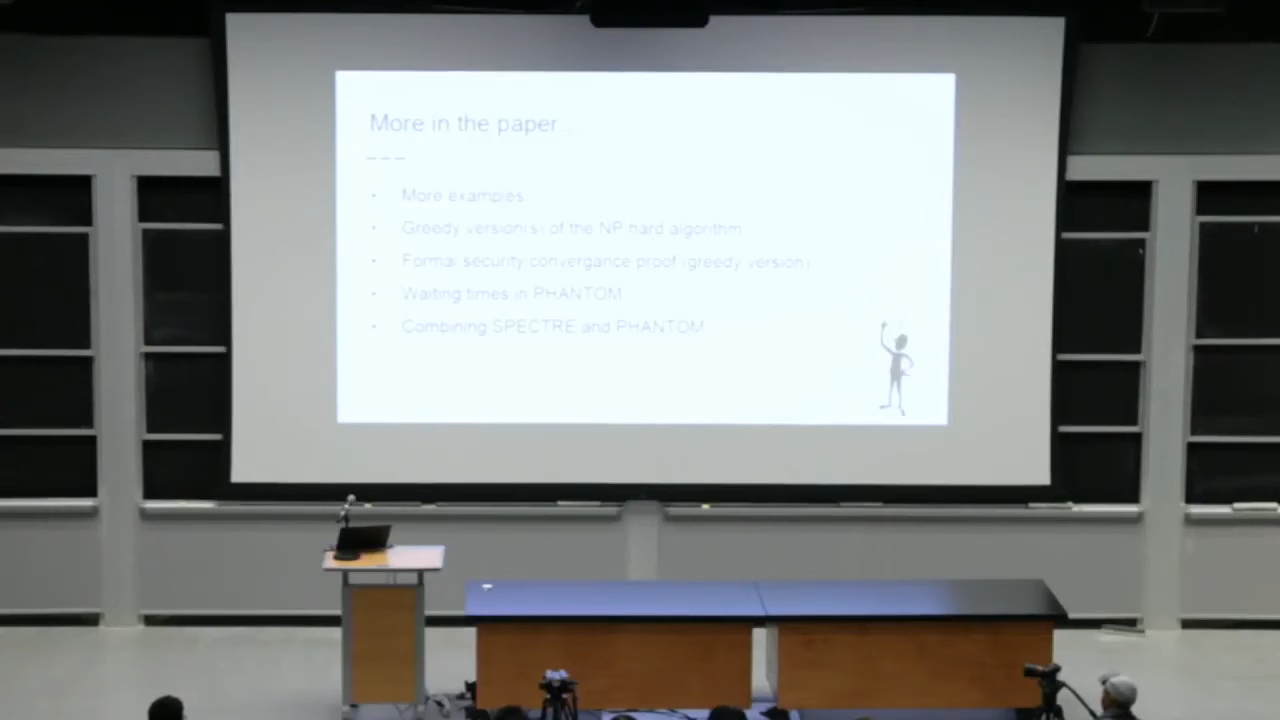 More in the paper...
More examples
Greedy version(s) of the NP hard algorithm
Formal security convergance proof (greedy version)
Waiting times in PHANTOM
Combining SPECTRE and PHANTOM